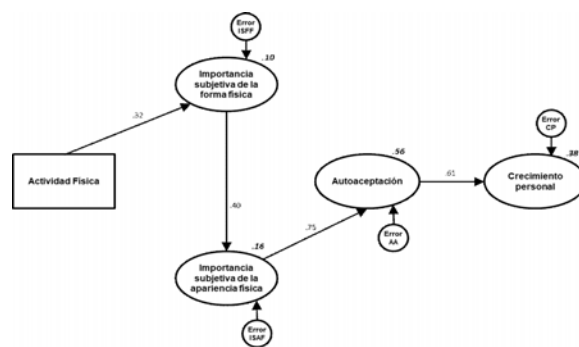 Error
ISFF
.10
Importancia
subjetiva de la
forma física
.32
Actividad Física
.40
.16
Importancia
subjetiva de la
apariencia física
Error
ISAF
.75
.56
Autoaceptación
Error
AA
.61
Error
CP
.38
Crecimiento
personal